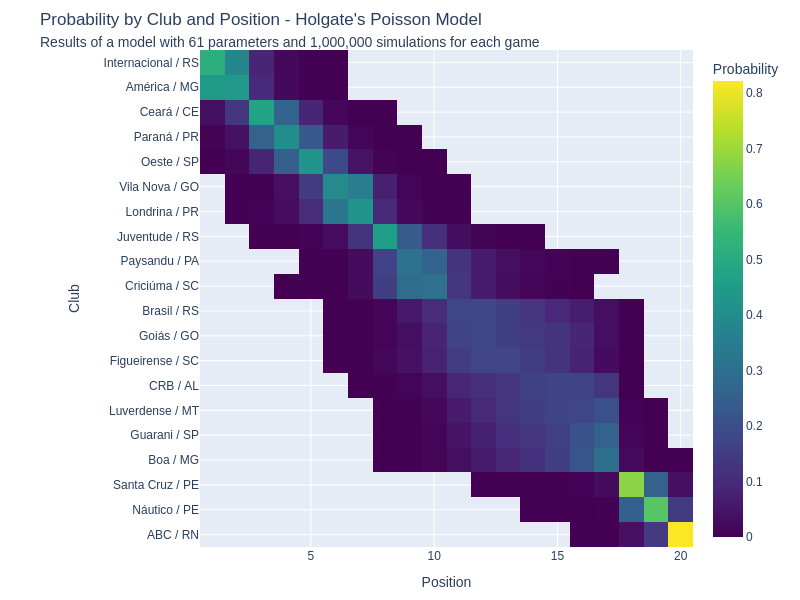 Probability by Club and Position - Holgate's Poisson Model
Results of a model with 61 parameters and 1,000,000 simulations for each game
Probability
Internacional / RS
América / MG
Ceará / CE
Paraná / PR
Oeste / SP
Vila Nova / GO
Londrina / PR
Juventude / RS
Paysandu / PA
Criciúma / SC
Brasil / RS
Goiás / GO
Figueirense / SC
CRB / AL
Luverdense / MT
Guarani / SP
Boa / MG
Santa Cruz / PE
Náutico / PE
ABC / RN
Club
0.8
0.7
0.6
0.5
0.4
0.3
0.2
0.1
0
5
10
15
20
Position